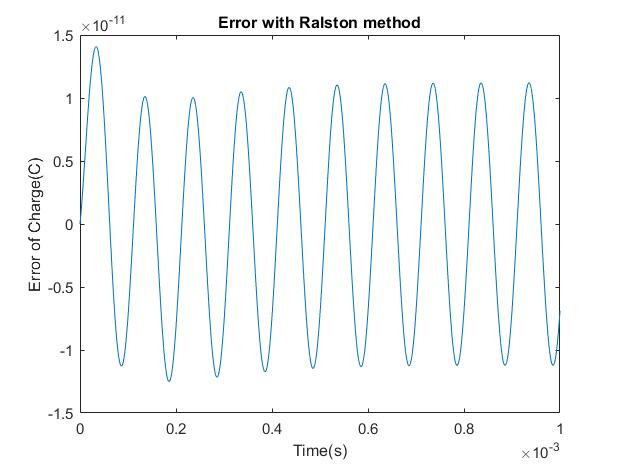 Error with Ralston method
×10⁻¹¹
1.5
1
0.5
0
-0.5
-1
-1.5
Error of Charge(C)
0 0.2 0.4 0.6 0.8 1
Time(s)
×10⁻³